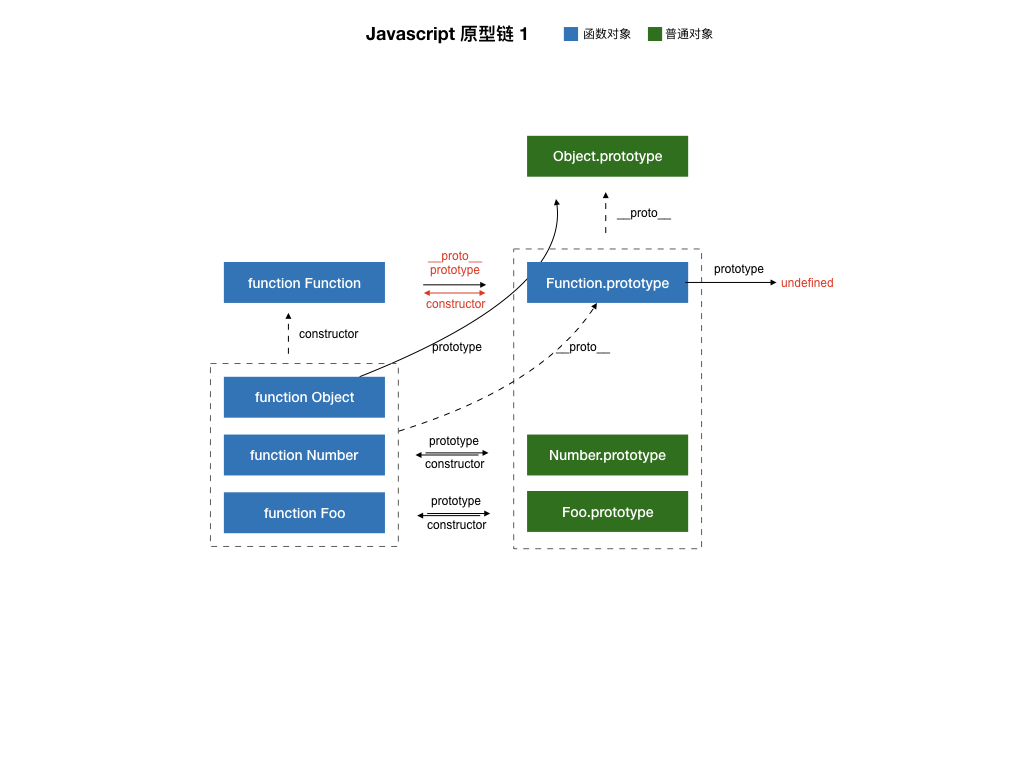 Javascript 原型链 1
函数对象
普通对象
Object.prototype
__proto__
function Function
__proto__
prototype
constructor
Function.prototype
prototype
undefined
constructor
prototype
__proto__
function Object
function Number
prototype
constructor
Number.prototype
function Foo
prototype
constructor
Foo.prototype